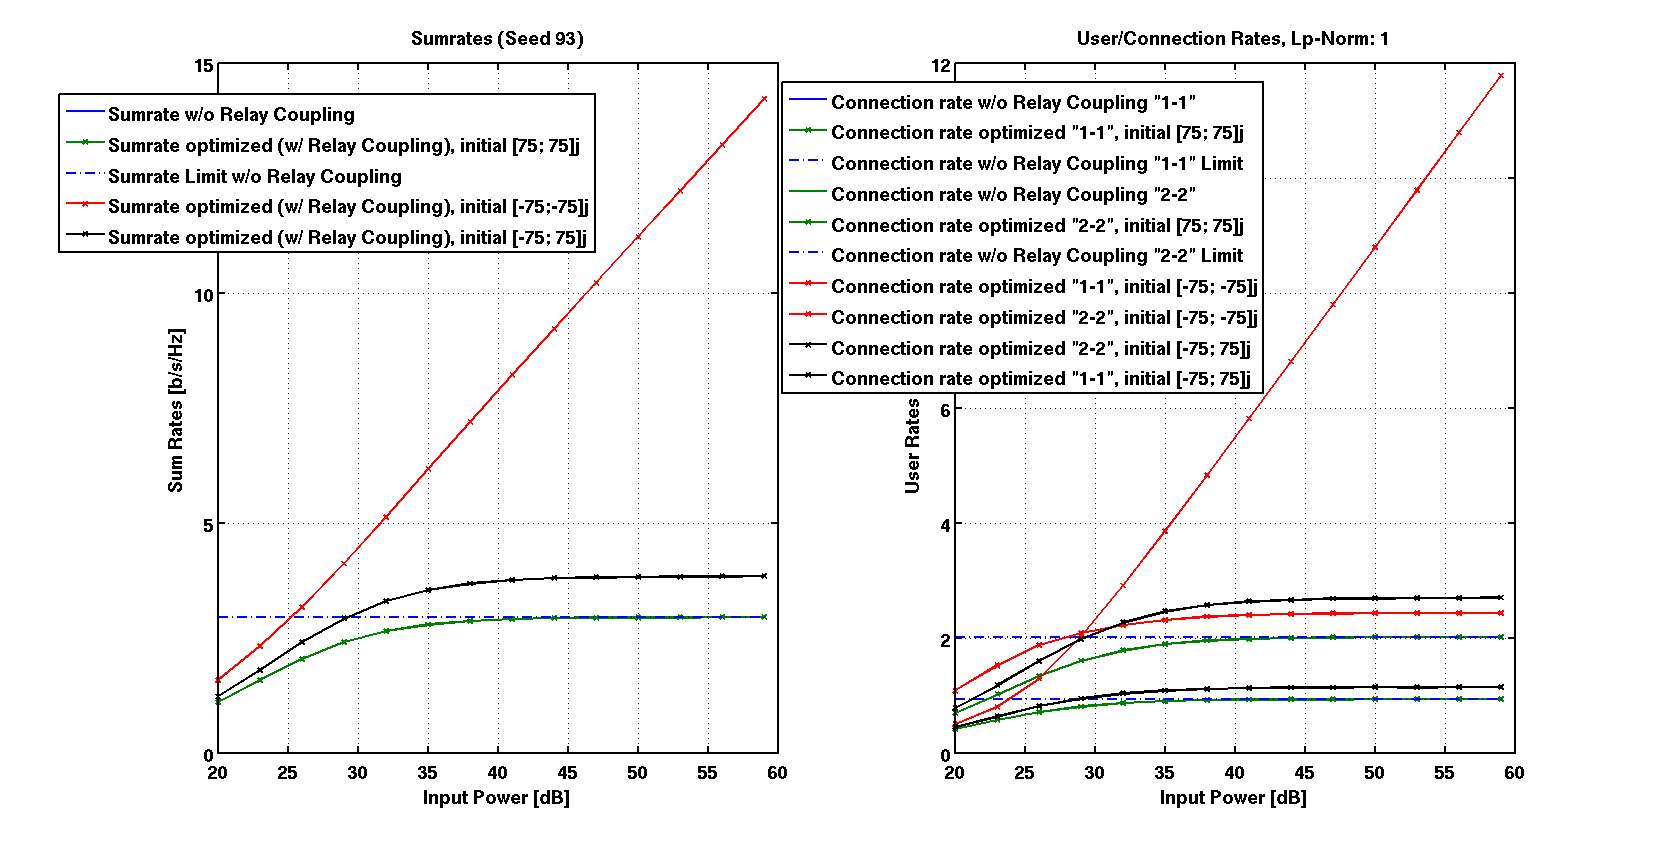 Sumrates (Seed 93)
15
10
5
0
Sum Rates [b/s/Hz]
Sumrate w/o Relay Coupling
Sumrate optimized (w/ Relay Coupling), initial [75; 75]j
Sumrate Limit w/o Relay Coupling
Sumrate optimized (w/ Relay Coupling), initial [-75;-75]j
Sumrate optimized (w/ Relay Coupling), initial [-75; 75]j
20 25 30 35 40 45 50 55 60
Input Power [dB]
User/Connection Rates, Lp-Norm: 1
12
6
4
2
0
User Rates
Connection rate w/o Relay Coupling "1-1"
Connection rate optimized "1-1", initial [75; 75]j
Connection rate w/o Relay Coupling "1-1" Limit
Connection rate w/o Relay Coupling "2-2"
Connection rate optimized "2-2", initial [75; 75]j
Connection rate w/o Relay Coupling "2-2" Limit
Connection rate optimized "1-1", initial [-75; -75]j
Connection rate optimized "2-2", initial [-75; -75]j
Connection rate optimized "2-2", initial [-75; 75]j
Connection rate optimized "1-1", initial [-75; 75]j
20 25 30 35 40 45 50 55 60
Input Power [dB]